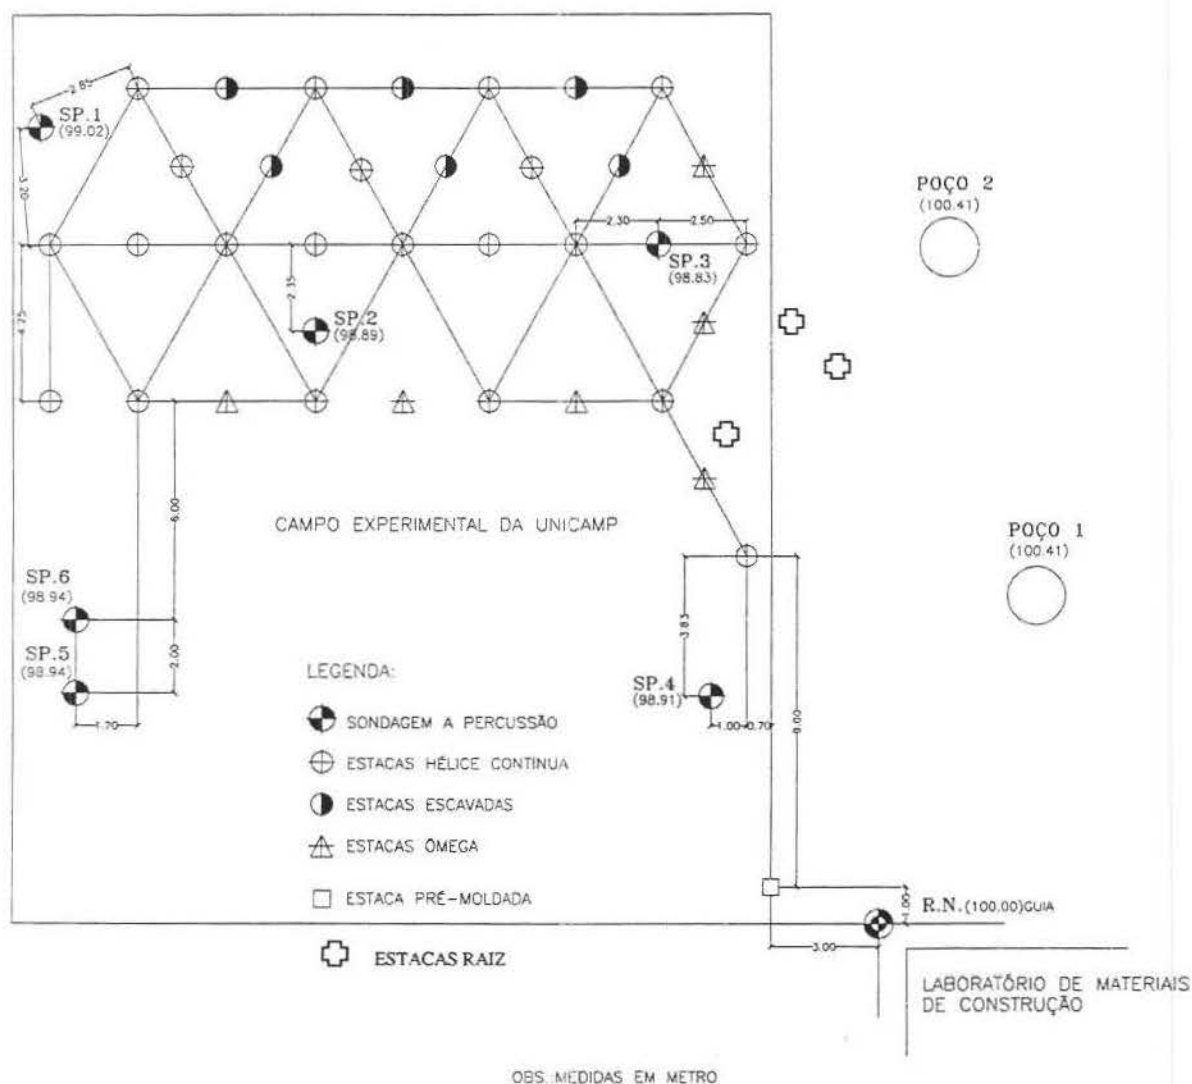 2.85
SP.1
(99.02)
3.20
POÇO 2
(100.41)
2.30
2.50
SP.3
(98.83)
2.35
SP.2
(98.89)
4.75
6.00
CAMPO EXPERIMENTAL DA UNICAMP
POÇO 1
(100.41)
SP.6
(98.94)
3.83
2.00
SP.5
(98.94)
LEGENDA:
SP.4
(98.91)
1.70
1.00
0.70
SONDAGEM A PERCUSSÃO
ESTACAS HÉLICE CONTÍNUA
ESTACAS ESCAVADAS
ESTACAS ÔMEGA
ESTACA PRÉ-MOLDADA
1.00
R.N.(100.00)GUIA
3.00
ESTACAS RAIZ
LABORATÓRIO DE MATERIAIS
DE CONSTRUÇÃO
OBS.:MEDIDAS EM METRO